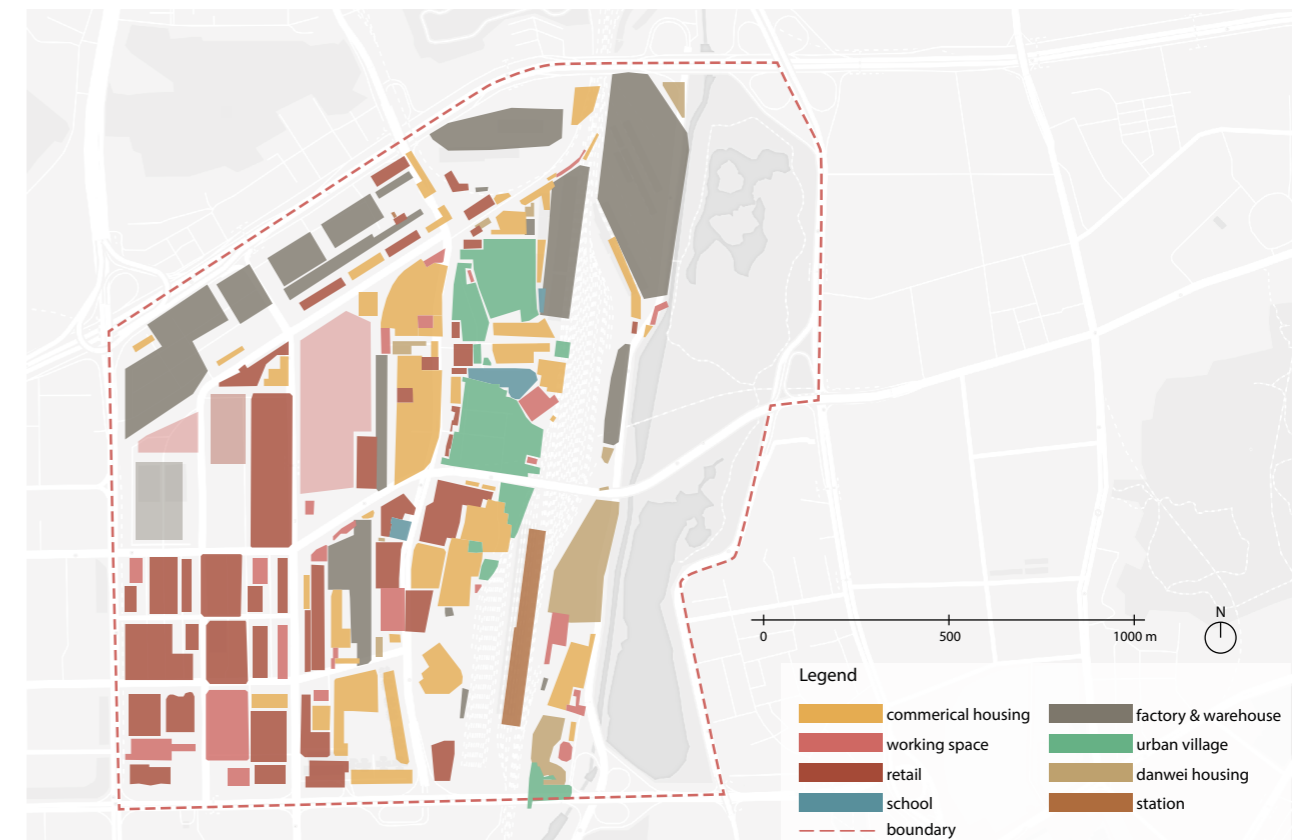 N
0 500 1000 m
Legend
commerical housing
working space
retail
school
boundary
factory & warehouse
urban village
danwei housing
station